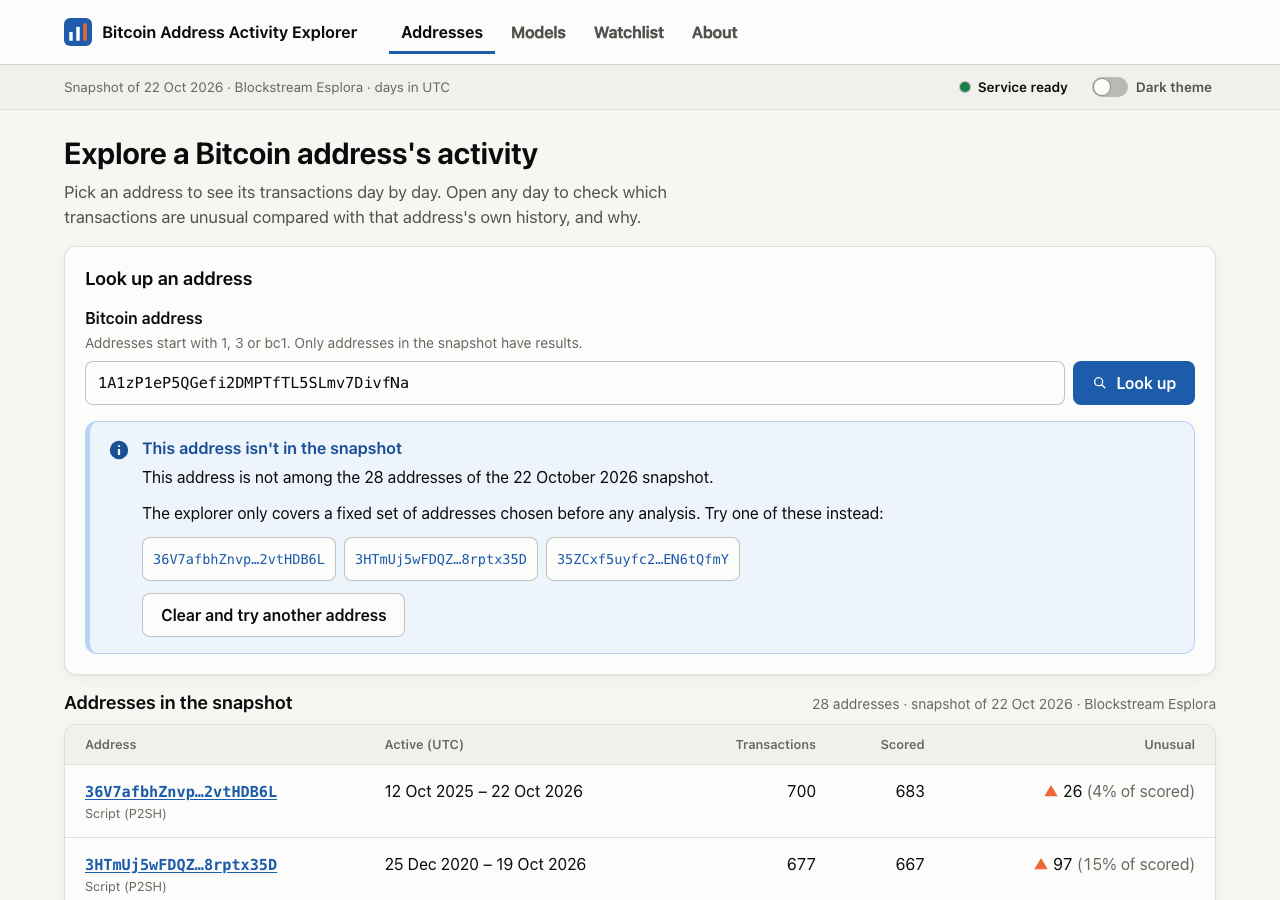 Bitcoin Address Activity Explorer
Addresses
Models
Watchlist
About
Snapshot of 22 Oct 2026 · Blockstream Esplora · days in UTC
Service ready
Dark theme
Explore a Bitcoin address's activity
Pick an address to see its transactions day by day. Open any day to check which
transactions are unusual compared with that address's own history, and why.
Look up an address
Bitcoin address
Addresses start with 1, 3 or bc1. Only addresses in the snapshot have results.
1A1zP1eP5QGefi2DMPTfTL5SLmv7DivfNa
Look up
This address isn't in the snapshot
This address is not among the 28 addresses of the 22 October 2026 snapshot.
The explorer only covers a fixed set of addresses chosen before any analysis. Try one of these instead:
36V7afbhZnvp…2vtHDB6L
3HTmUj5wFDQZ…8rptx35D
35ZCxf5uyfc2…EN6tQfmY
Clear and try another address
Addresses in the snapshot
28 addresses · snapshot of 22 Oct 2026 · Blockstream Esplora
Address
Active (UTC)
Transactions
Scored
Unusual
36V7afbhZnvp…2vtHDB6L
12 Oct 2025 – 22 Oct 2026
700
683
26 (4% of scored)
Script (P2SH)
3HTmUj5wFDQZ…8rptx35D
25 Dec 2020 – 19 Oct 2026
677
667
97 (15% of scored)
Script (P2SH)